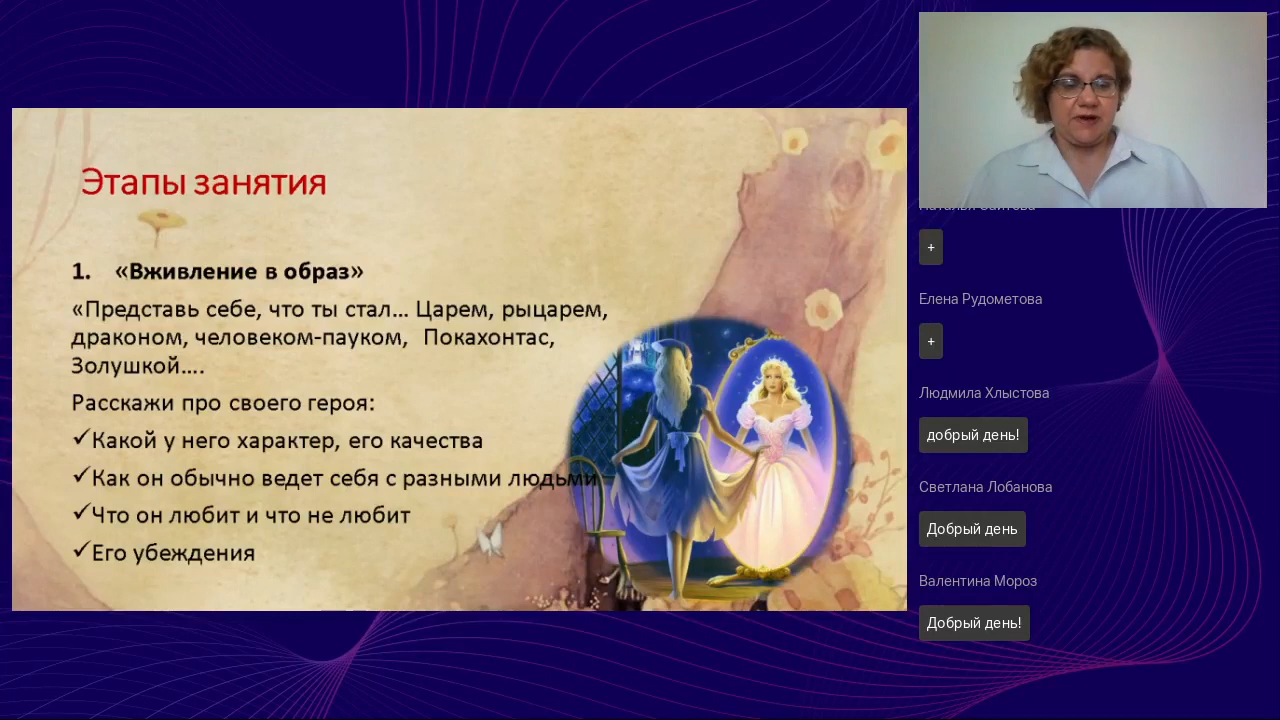 Этапы занятия
1. «Вживление в образ»
«Представь себе, что ты стал... Царем, рыцарем,
драконом, человеком-пауком, Покахонтас,
Золушкой....
Расскажи про своего героя:
✓Какой у него характер, его качества
✓Как он обычно ведет себя с разными людьми
✓Что он любит и что не любит
✓Его убеждения
+
Елена Рудометова
+
Людмила Хлыстова
добрый день!
Светлана Лобанова
Добрый день
Валентина Мороз
Добрый день!